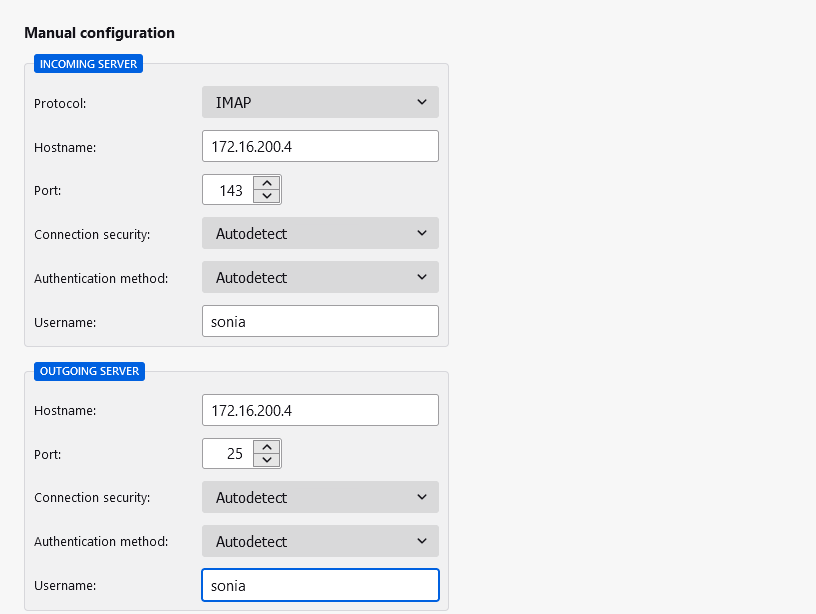 Manual configuration
INCOMING SERVER
Protocol: IMAP
Hostname: 172.16.200.4
Port: 143
Connection security: Autodetect
Authentication method: Autodetect
Username: sonia
OUTGOING SERVER
Hostname: 172.16.200.4
Port: 25
Connection security: Autodetect
Authentication method: Autodetect
Username: sonia